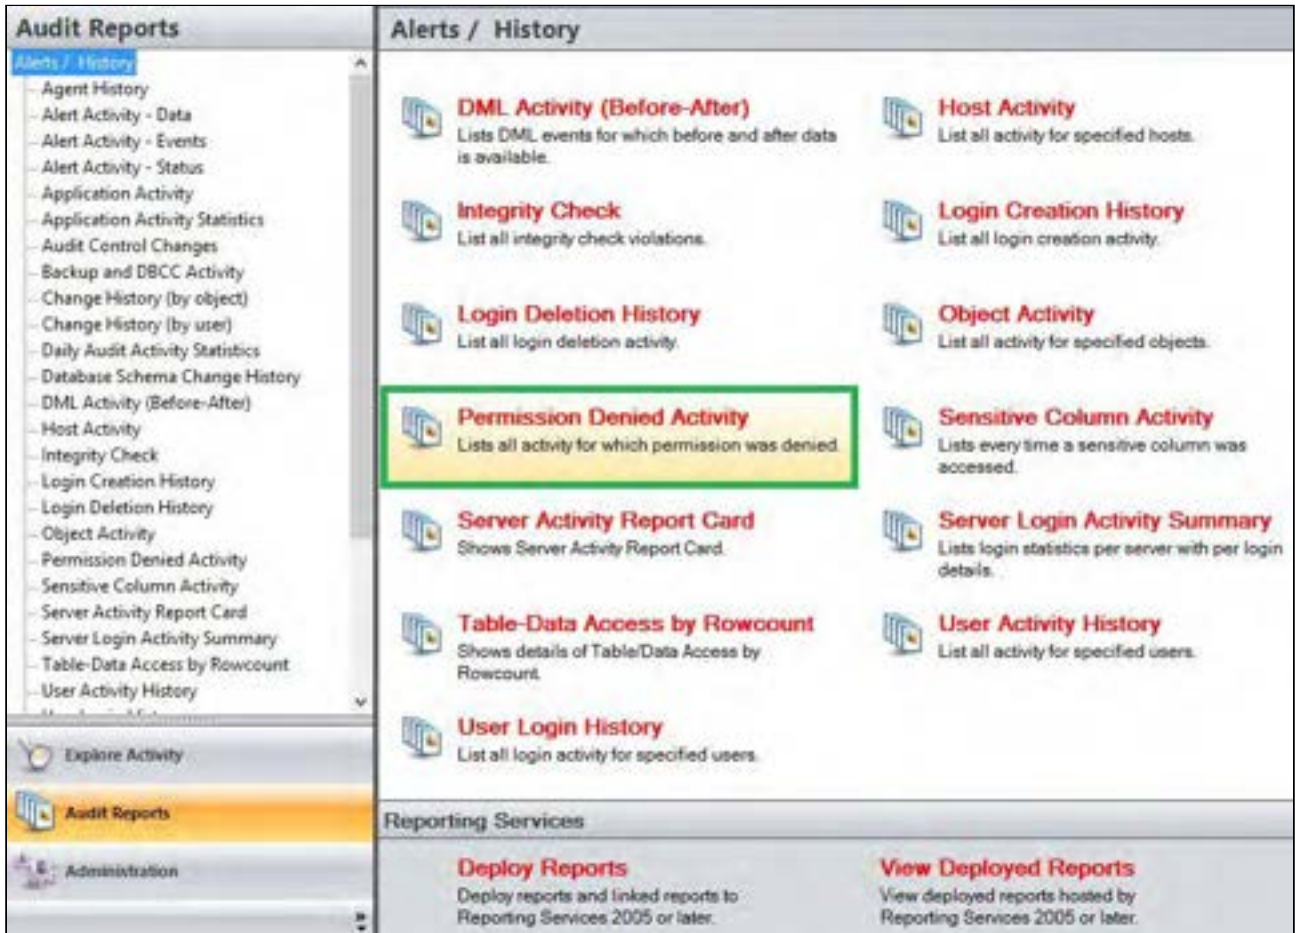 Audit Reports
Alerts / History
Agent History
Alert Activity - Data
Alert Activity - Events
Alert Activity - Status
Application Activity
Application Activity Statistics
Audit Control Changes
Backup and DBCC Activity
Change History (by object)
Change History (by user)
Daily Audit Activity Statistics
Database Schema Change History
DML Activity (Before-After)
Host Activity
Integrity Check
Login Creation History
Login Deletion History
Object Activity
Permission Denied Activity
Sensitive Column Activity
Server Activity Report Card
Server Login Activity Summary
Table-Data Access by Rowcount
User Activity History
Explore Activity
Audit Reports
Administration
Alerts / History
DML Activity (Before-After)
Lists DML events for which before and after data
is available.
Host Activity
List all activity for specified hosts.
Integrity Check
List all integrity check violations.
Login Creation History
List all login creation activity.
Login Deletion History
List all login deletion activity.
Object Activity
List all activity for specified objects.
Permission Denied Activity
Lists all activity for which permission was denied.
Sensitive Column Activity
Lists every time a sensitive column was
accessed.
Server Activity Report Card
Shows Server Activity Report Card.
Server Login Activity Summary
Lists login statistics per server with per login
details.
Table-Data Access by Rowcount
Shows details of Table/Data Access by
Rowcount.
User Activity History
List all activity for specified users.
User Login History
List all login activity for specified users.
Reporting Services
Deploy Reports
Deploy reports and linked reports to
Reporting Services 2005 or later.
View Deployed Reports
View deployed reports hosted by
Reporting Services 2005 or later.